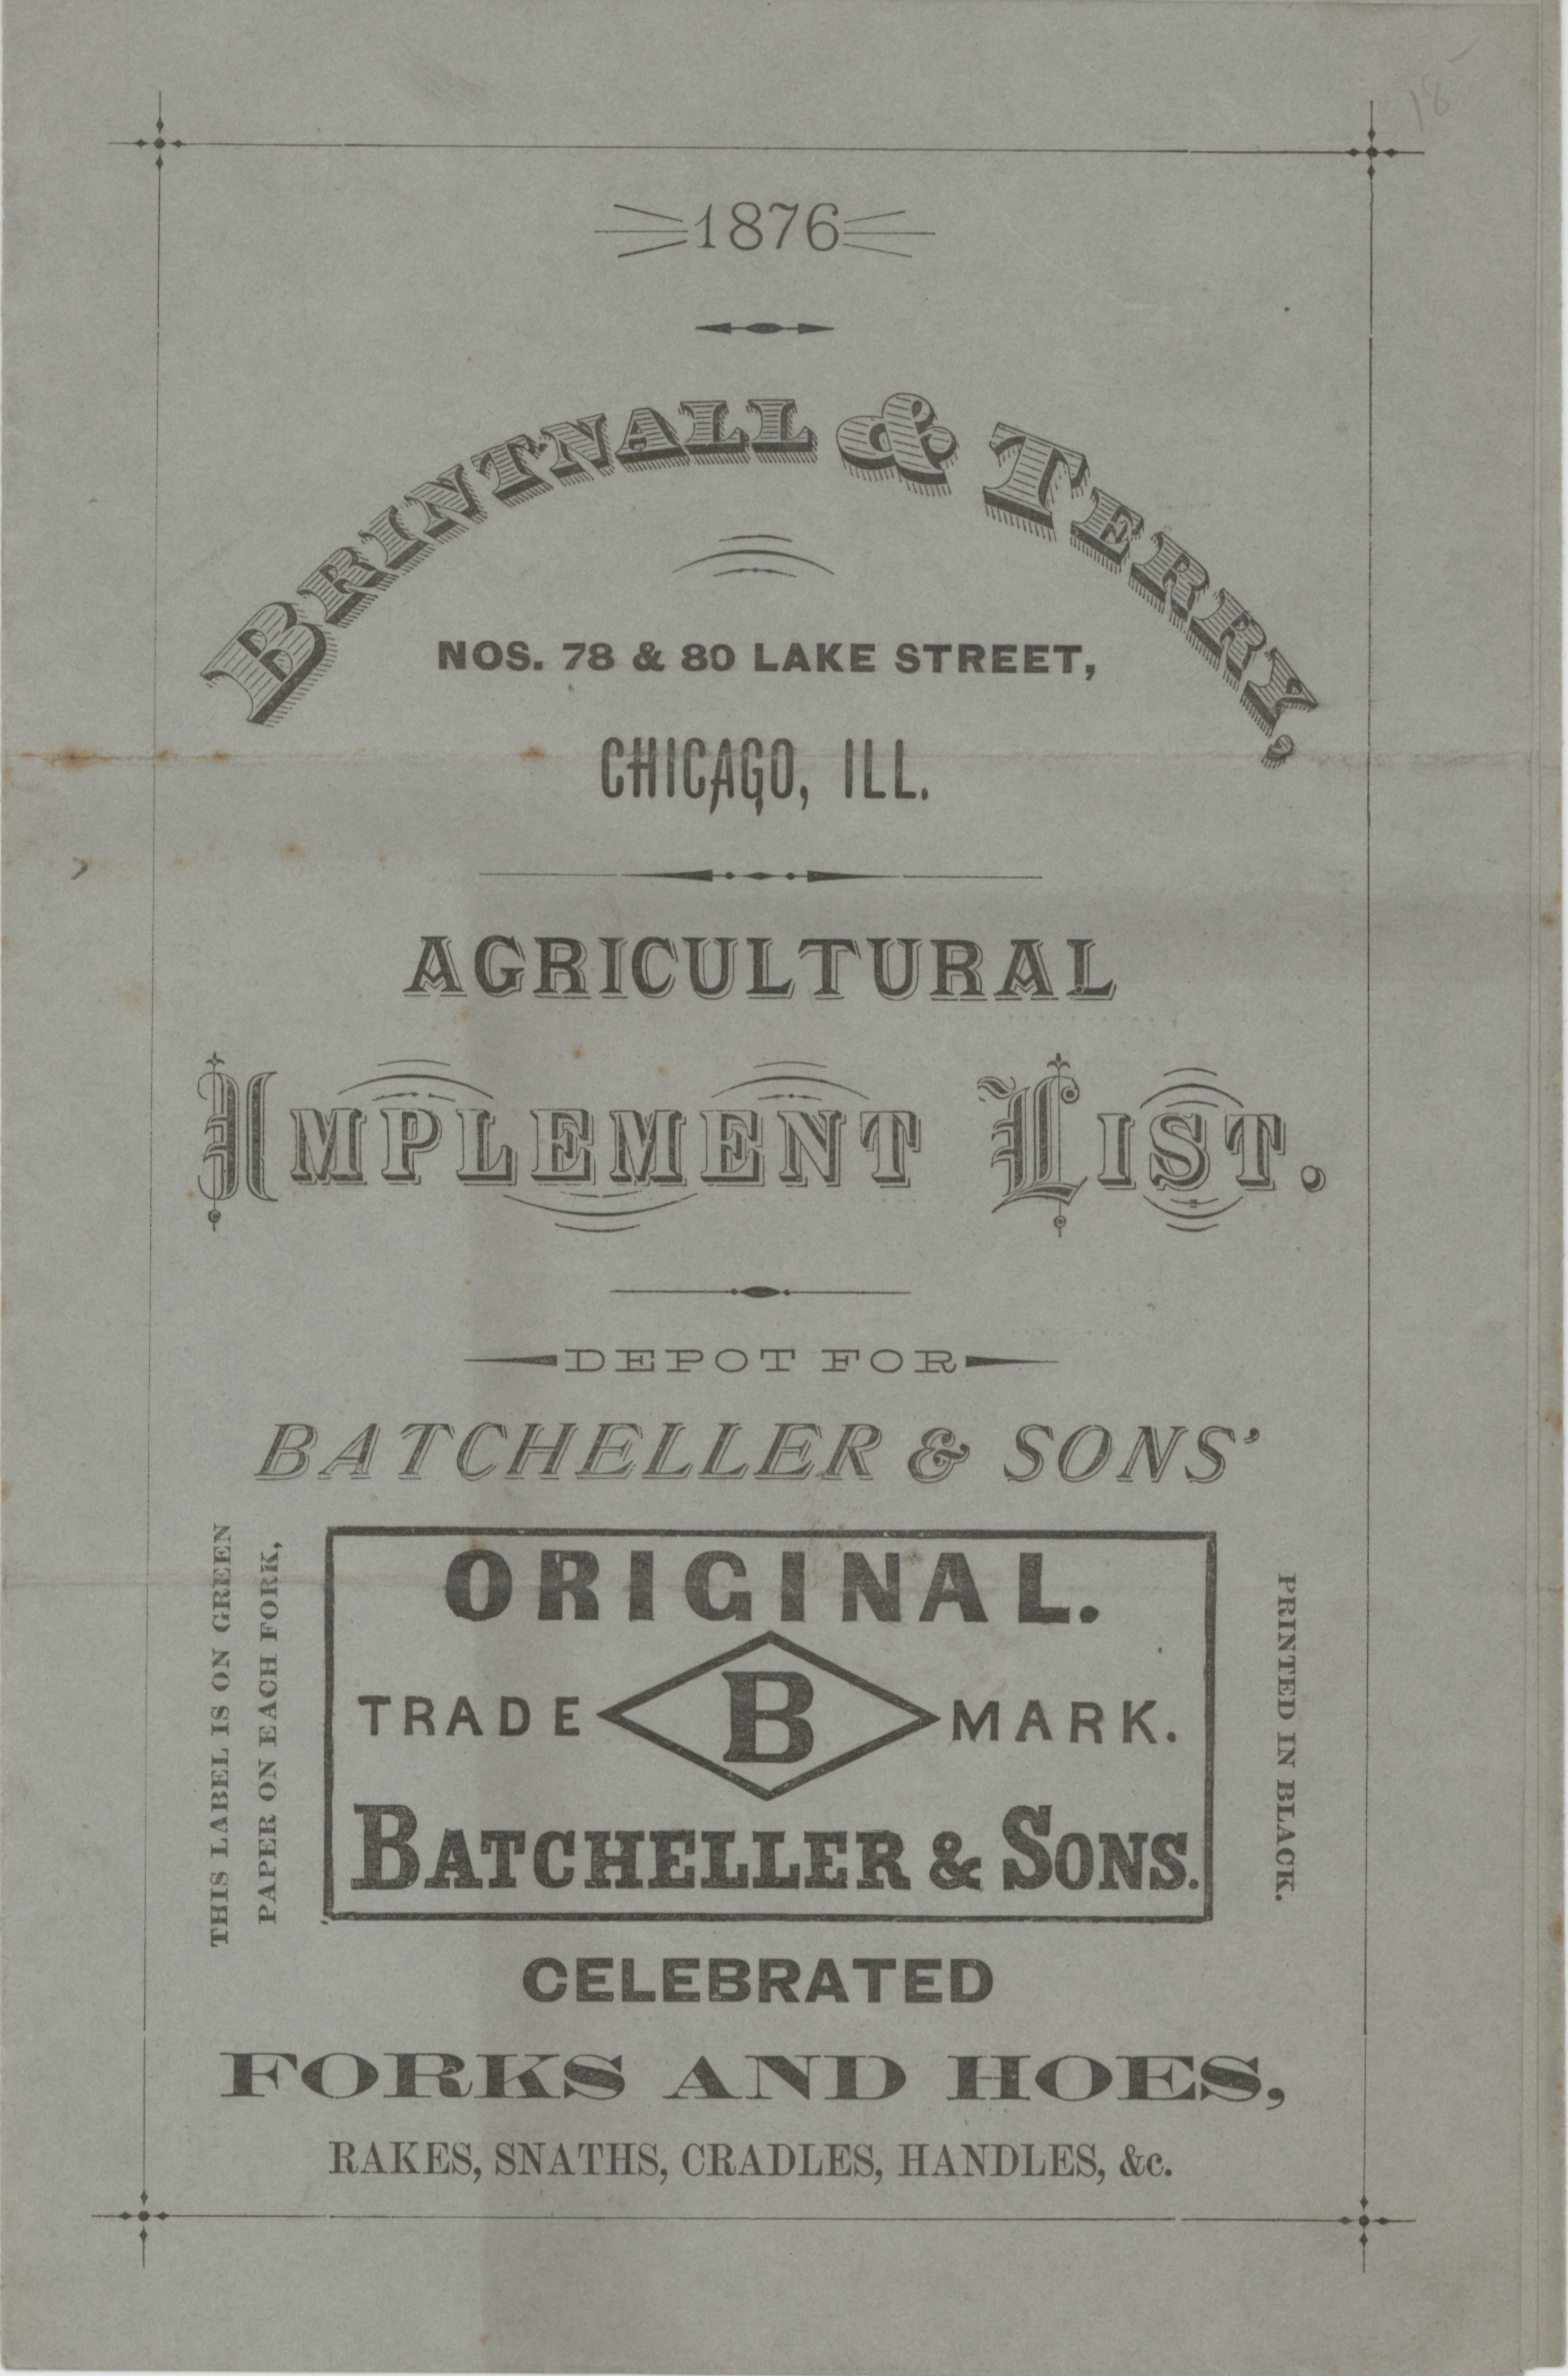 18
1876
BRINTNALL & TERRY,
NOS. 78 & 80 LAKE STREET,
CHICAGO, ILL.
AGRICULTURAL
IMPLEMENT LIST.
DEPOT FOR
BATCHELLER & SONS'
THIS LABEL IS ON GREEN
PAPER ON EACH FORK,
ORIGINAL.
TRADE B MARK.
BATCHELLER & SONS.
PRINTED IN BLACK.
CELEBRATED
FORKS AND HOES,
RAKES, SNATHS, CRADLES, HANDLES, &c.